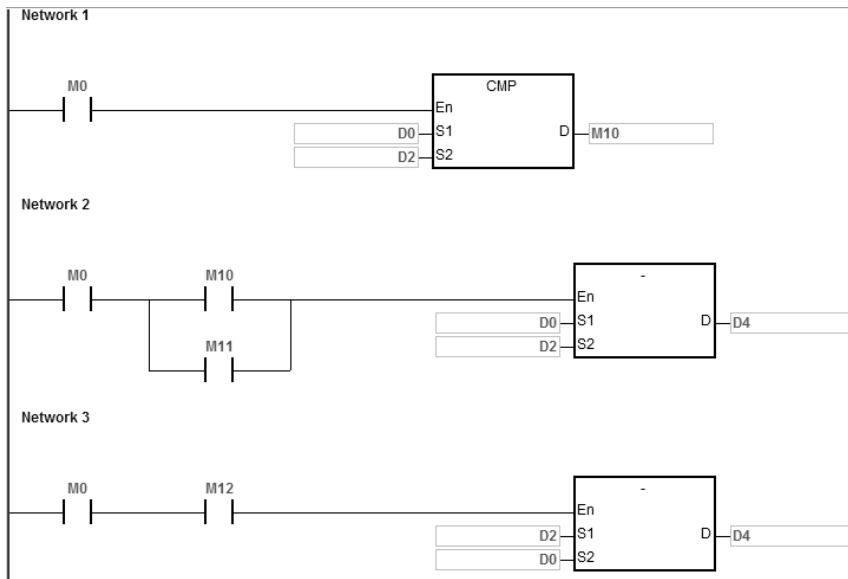 Network 1
M0
CMP
En
D0 S1 D M10
D2 S2
Network 2
M0 M10
-
En
D0 S1 D D4
D2 S2
M11
Network 3
M0 M12
-
En
D2 S1 D D4
D0 S2